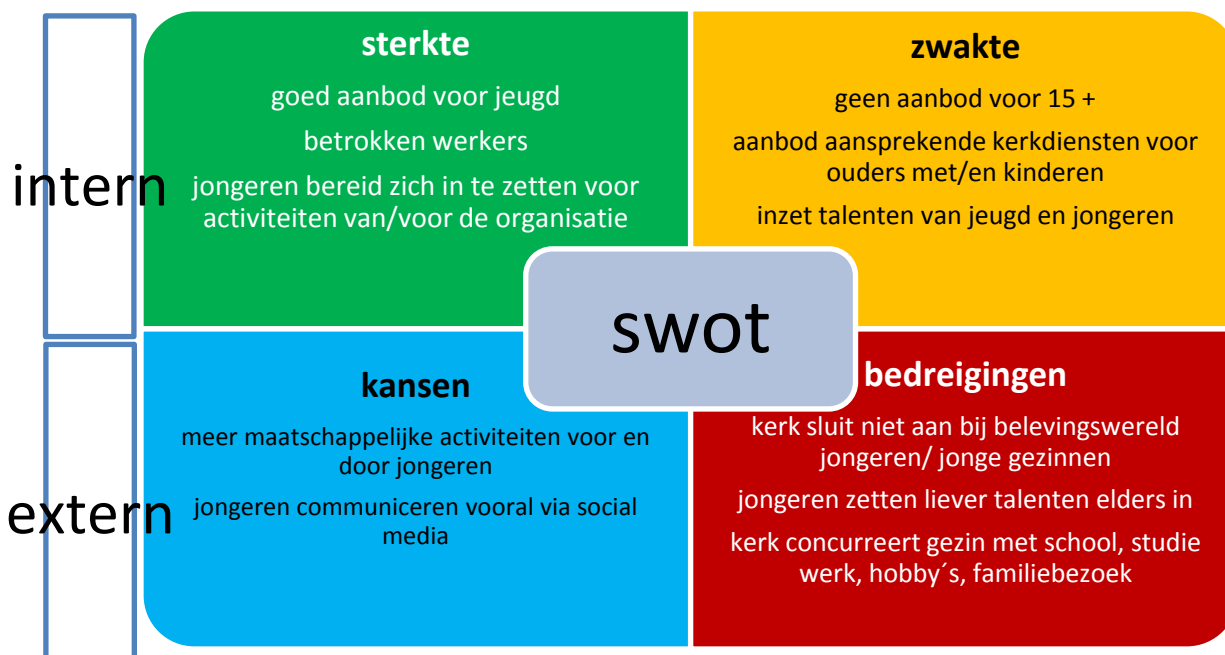 intern
sterkte
goed aanbod voor jeugd
betrokken werkers
jongeren bereid zich in te zetten voor
activiteiten van/voor de organisatie
zwakte
geen aanbod voor 15 +
aanbod aansprekende kerkdiensten voor
ouders met/en kinderen
inzet talenten van jeugd en jongeren
swot
extern
kansen
meer maatschappelijke activiteiten voor en
door jongeren
jongeren communiceren vooral via social
media
bedreigingen
kerk sluit niet aan bij belevingswereld
jongeren/ jonge gezinnen
jongeren zetten liever talenten elders in
kerk concurreert gezin met school, studie
werk, hobby´s, familiebezoek